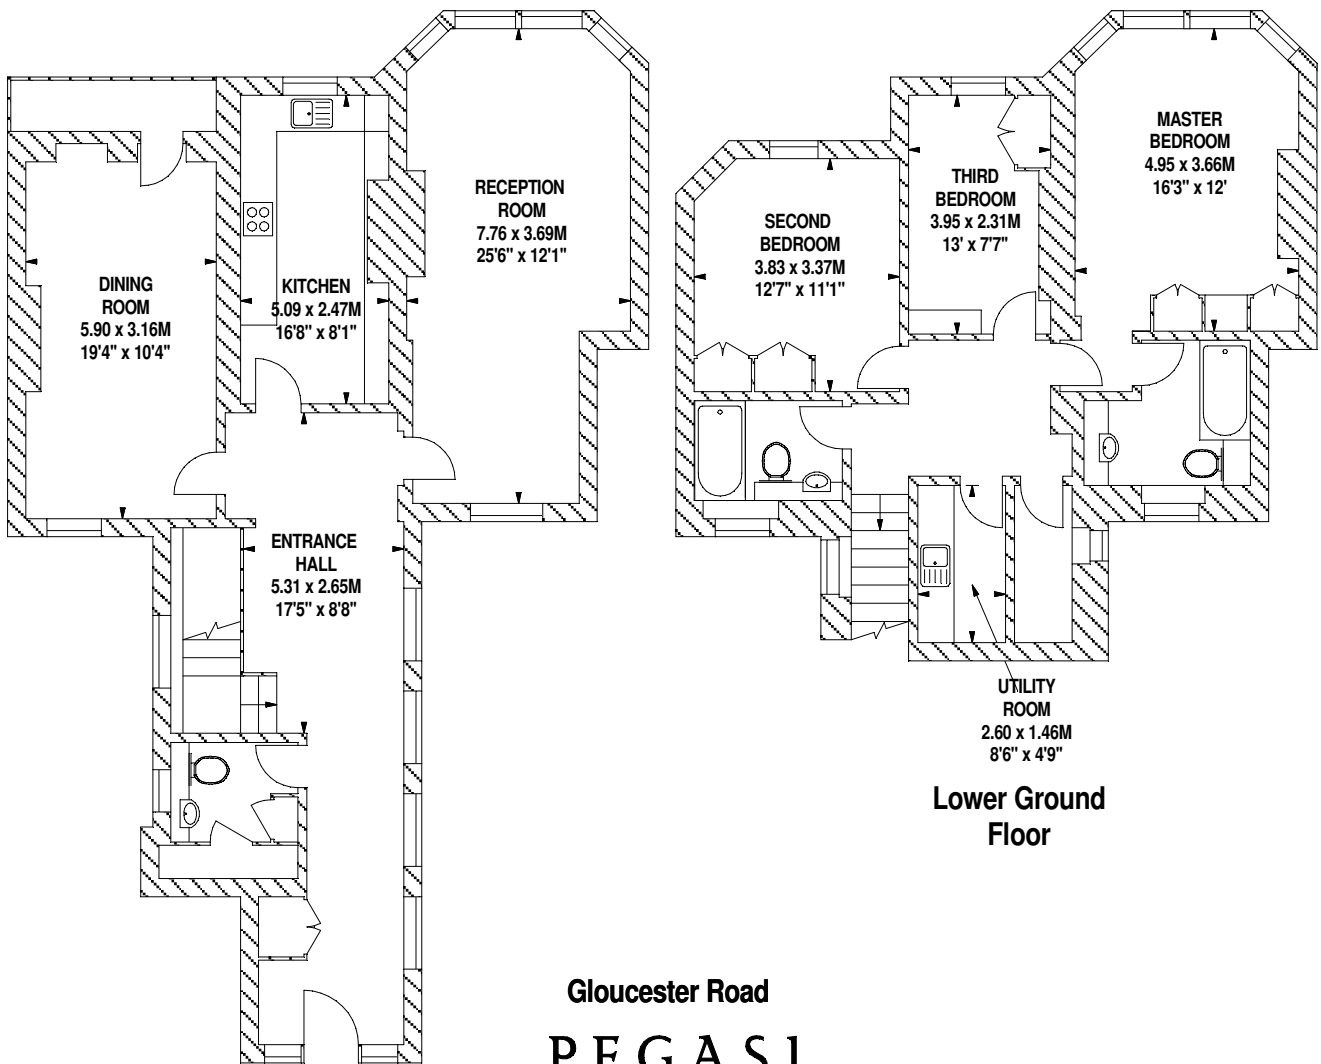 RECEPTION
ROOM
7.76 x 3.69M
25'6" x 12'1"
DINING
ROOM
5.90 x 3.16M
19'4" x 10'4"
KITCHEN
5.09 x 2.47M
16'8" x 8'1"
ENTRANCE
HALL
5.31 x 2.65M
17'5" x 8'8"
MASTER
BEDROOM
4.95 x 3.66M
16'3" x 12'
THIRD
BEDROOM
3.95 x 2.31M
13' x 7'7"
SECOND
BEDROOM
3.83 x 3.37M
12'7" x 11'1"
UTILITY
ROOM
2.60 x 1.46M
8'6" x 4'9"
Lower Ground
Floor
Gloucester Road
PEGASI